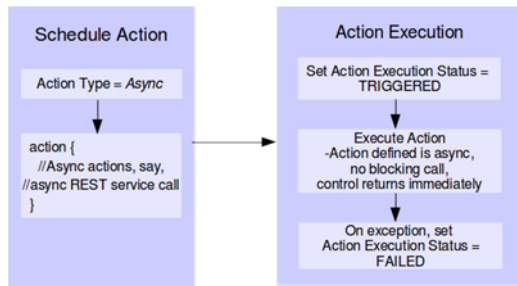 Schedule Action
Action Type = Async
action {
//Async actions, say,
//async REST service call
}
Action Execution
Set Action Execution Status =
TRIGGERED
Execute Action
-Action defined is async,
no blocking call,
control returns immediately
On exception, set
Action Execution Status =
FAILED